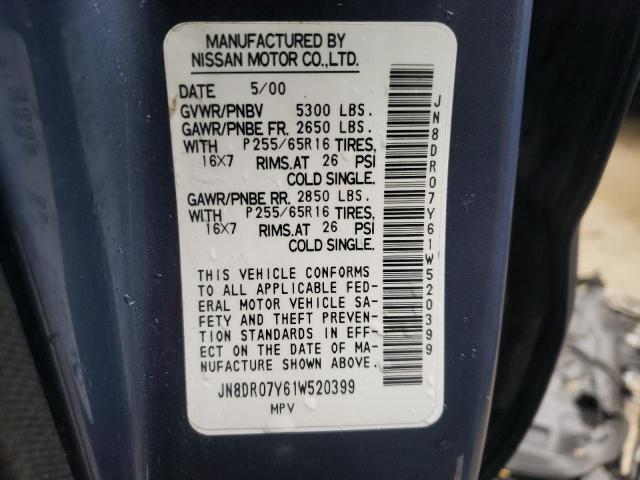 MANUFACTURED BY
NISSAN MOTOR CO.,LTD.
DATE 5/00
GVWR/PNBV 5300 LBS.
GAWR/PNBE FR. 2650 LBS.
WITH P255/65R16 TIRES,
16X7 RIMS.AT 26 PSI
COLD SINGLE.
GAWR/PNBE RR. 2850 LBS.
WITH P255/65R16 TIRES,
16X7 RIMS.AT 26 PSI
COLD SINGLE.
THIS VEHICLE CONFORMS
TO ALL APPLICABLE FED-
ERAL MOTOR VEHICLE SA-
FETY AND THEFT PREVEN-
TION STANDARDS IN EFF-
ECT ON THE DATE OF MA-
NUFACTURE SHOWN ABOVE.
JN8DR07Y61W520399
MPV
JN8DR07Y61W520399